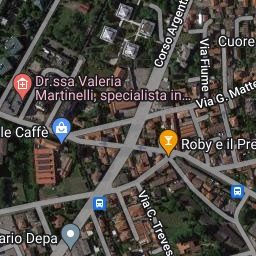 Corso Argent
Cuore
Via Fiume
Dr.ssa Valeria
Martinelli, specialista in...
Via G. Matte
le Caffè
Roby e il Pre
Via C. Treves
ario Depa